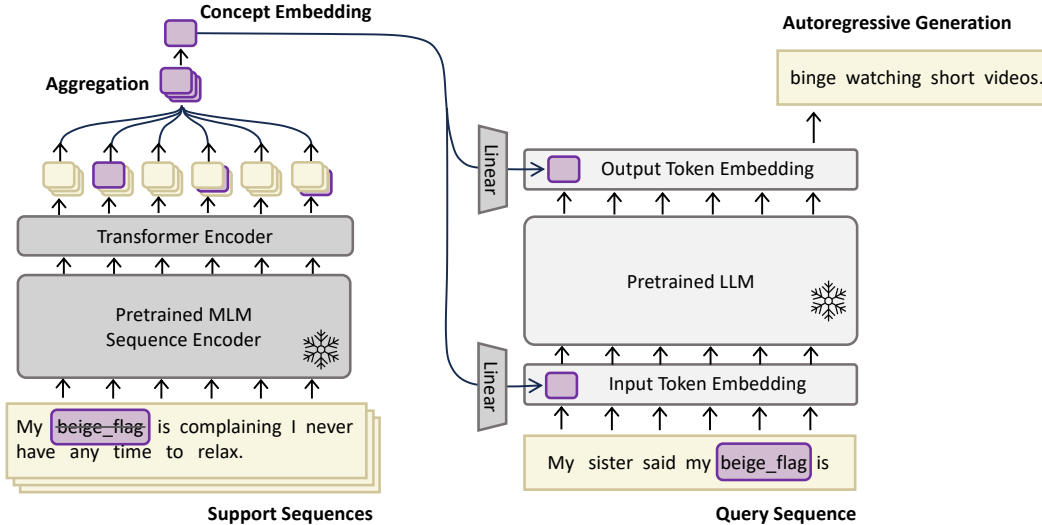 Concept Embedding
Aggregation
Transformer Encoder
Pretrained MLM
Sequence Encoder
My beige_flag is complaining I never
have any time to relax.
Support Sequences
Autoregressive Generation
binge watching short videos.
Linear
Output Token Embedding
Pretrained LLM
Linear
Input Token Embedding
My sister said my beige_flag is
Query Sequence